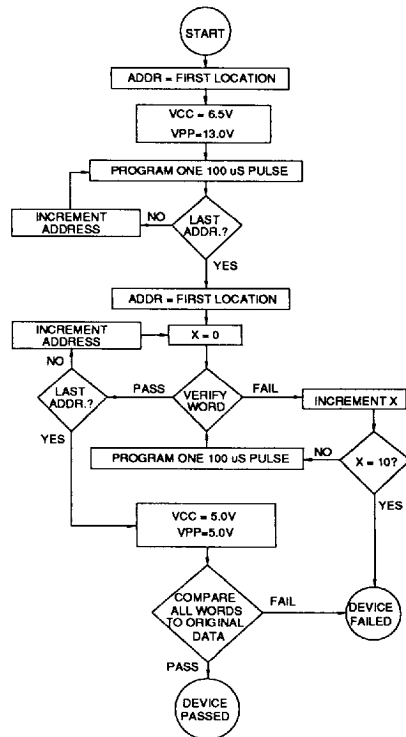 START
ADDR = FIRST LOCATION
VCC = 6.5V
VPP=13.0V
PROGRAM ONE 100 uS PULSE
INCREMENT
ADDRESS
NO
LAST
ADDR.?
YES
ADDR = FIRST LOCATION
INCREMENT
ADDRESS
X = 0
NO
LAST
ADDR.?
PASS
VERIFY
WORD
FAIL
INCREMENT X
YES
PROGRAM ONE 100 uS PULSE
NO
X = 10?
YES
VCC = 5.0V
VPP=5.0V
COMPARE
ALL WORDS
TO ORIGINAL
DATA
FAIL
DEVICE
FAILED
PASS
DEVICE
PASSED